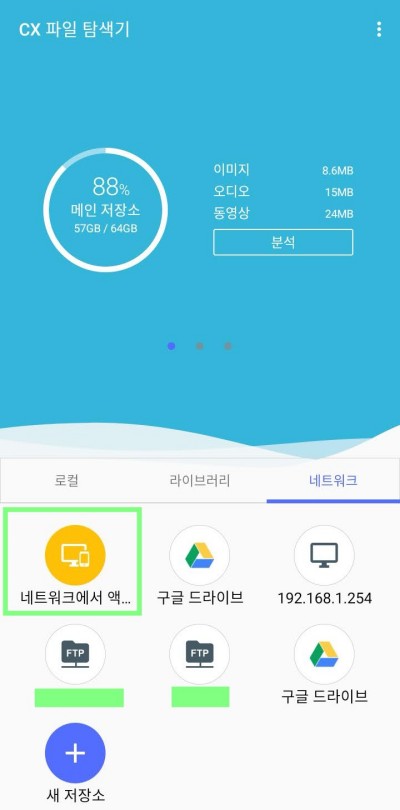 CX 파일 탐색기
88%
메인 저장소
57GB / 64GB
이미지 8.6MB
오디오 15MB
동영상 24MB
분석
로컬 라이브러리 네트워크
네트워크에서 액... 구글 드라이브 192.168.1.254
FTP FTP
구글 드라이브
새 저장소